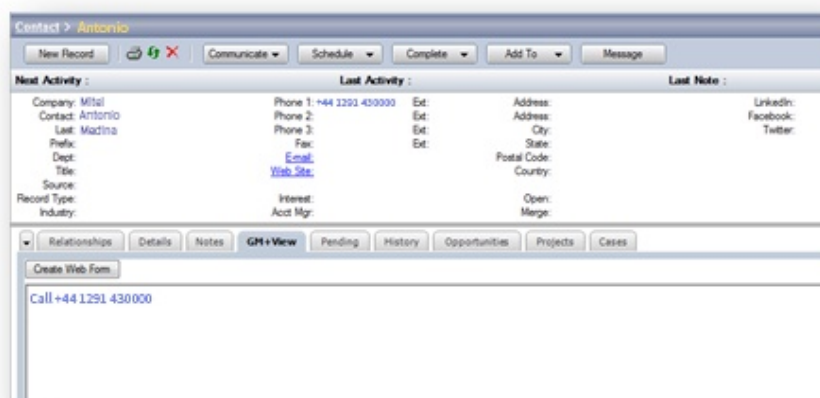 Contact > Antonio
New Record Communicate Schedule Complete Add To Message
Next Activity : Last Activity : Last Note :
Company: Mitel Phone 1: +44 1291 430000 Ext: Address: LinkedIn:
Contact: Antonio Phone 2: Ext: Address: Facebook:
Last: Madina Phone 3: Ext: City: Twitter:
Prefix: Fax: Ext: State:
Dept: E-mail: Postal Code:
Title: Web Site: Country:
Source:
Record Type: Interest: Open:
Industry: Acct Mgr: Merge:
Relationships Details Notes GM+View Pending History Opportunities Projects Cases
Create Web Form
Call +44 1291 430000